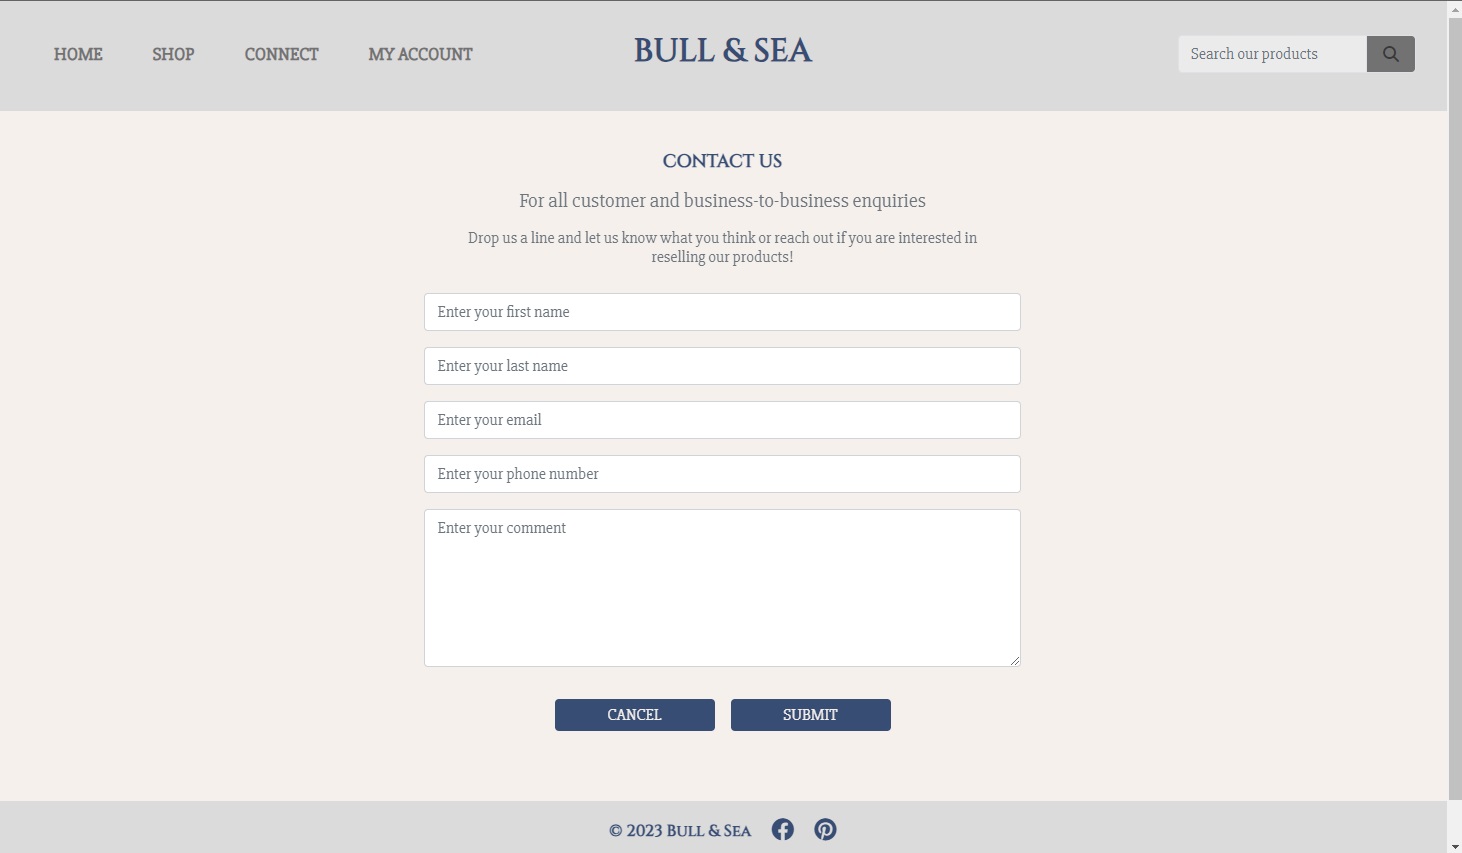 HOME
SHOP
CONNECT
MY ACCOUNT
BULL & SEA
Search our products
CONTACT US
For all customer and business-to-business enquiries
Drop us a line and let us know what you think or reach out if you are interested in
reselling our products!
Enter your first name
Enter your last name
Enter your email
Enter your phone number
Enter your comment
CANCEL
SUBMIT
© 2023 Bull & Sea